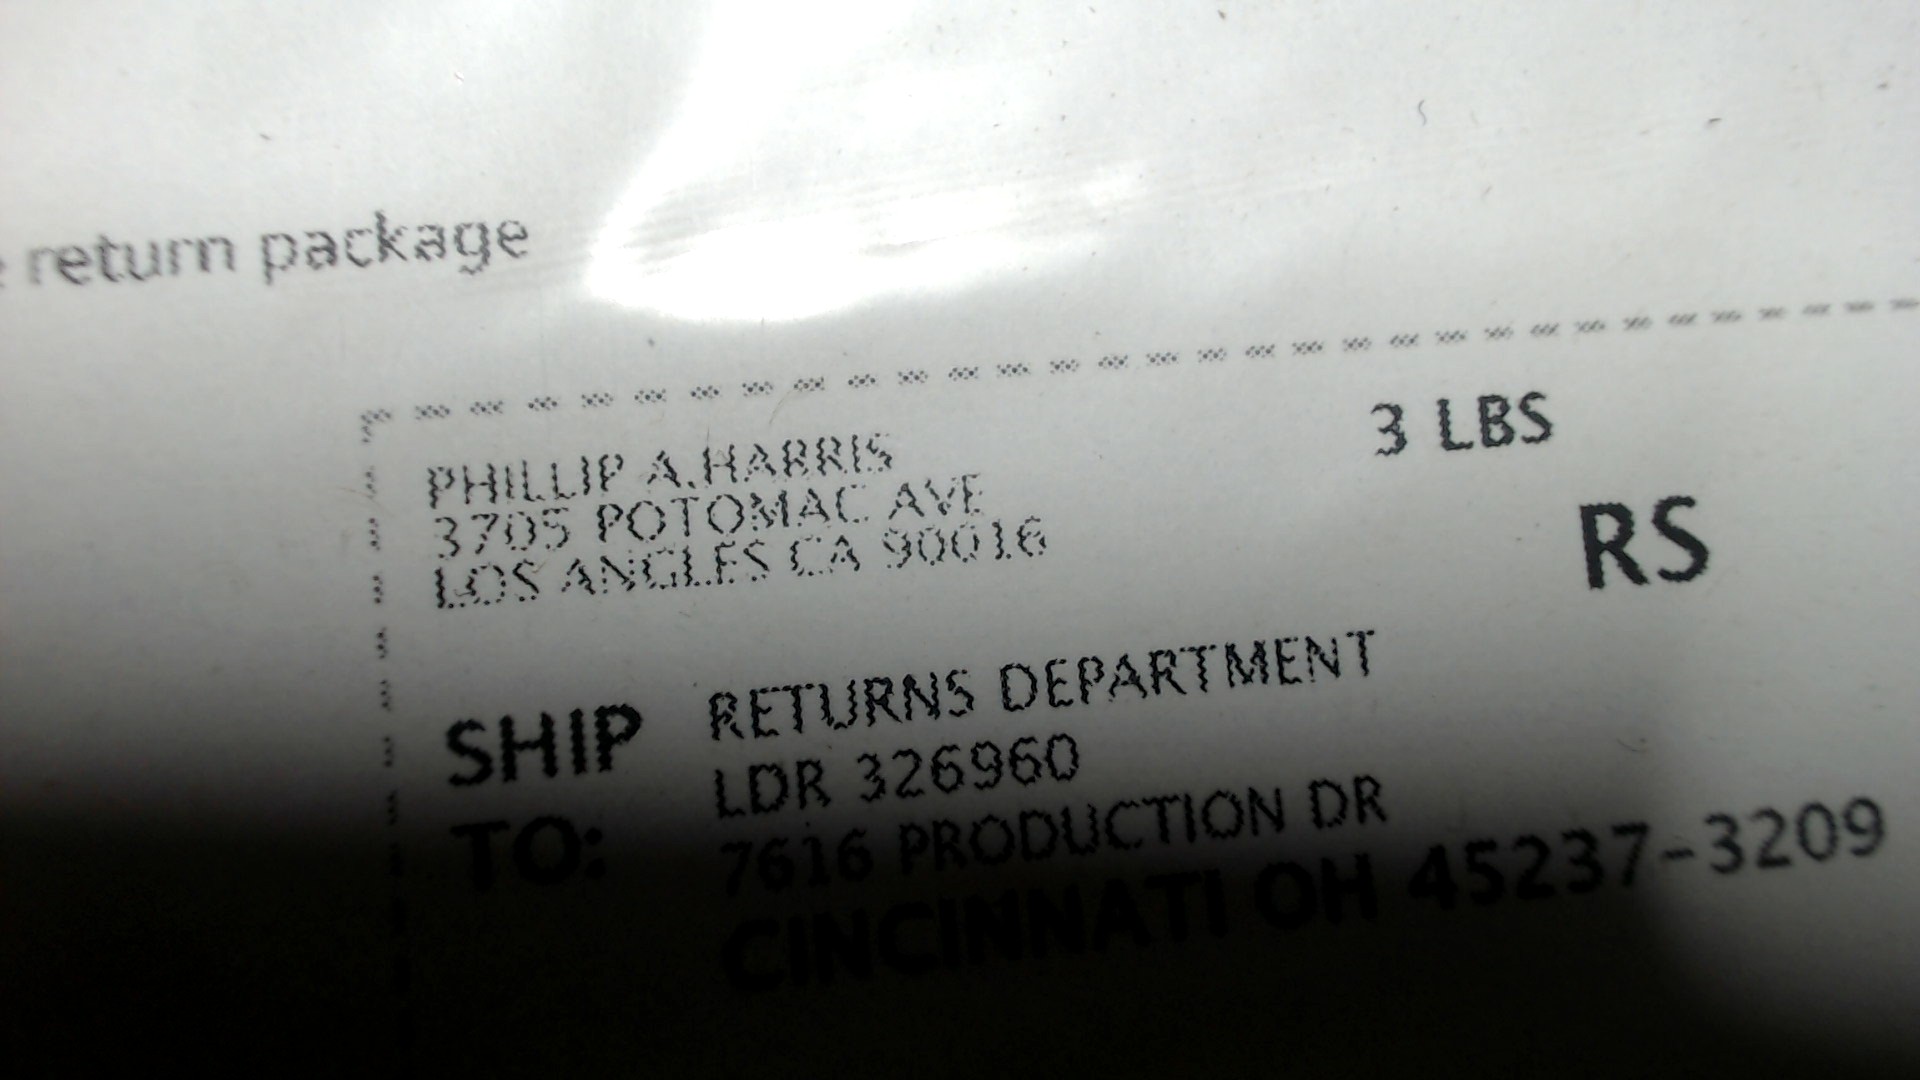 return package
PHILLIP A.HARRIS
3 LBS
3705 POTOMAC AVE
LOS ANGLES CA 90016
RS
SHIP TO:
RETURNS DEPARTMENT
LDR 326960
7616 PRODUCTION DR
CINCINNATI OH 45237-3209